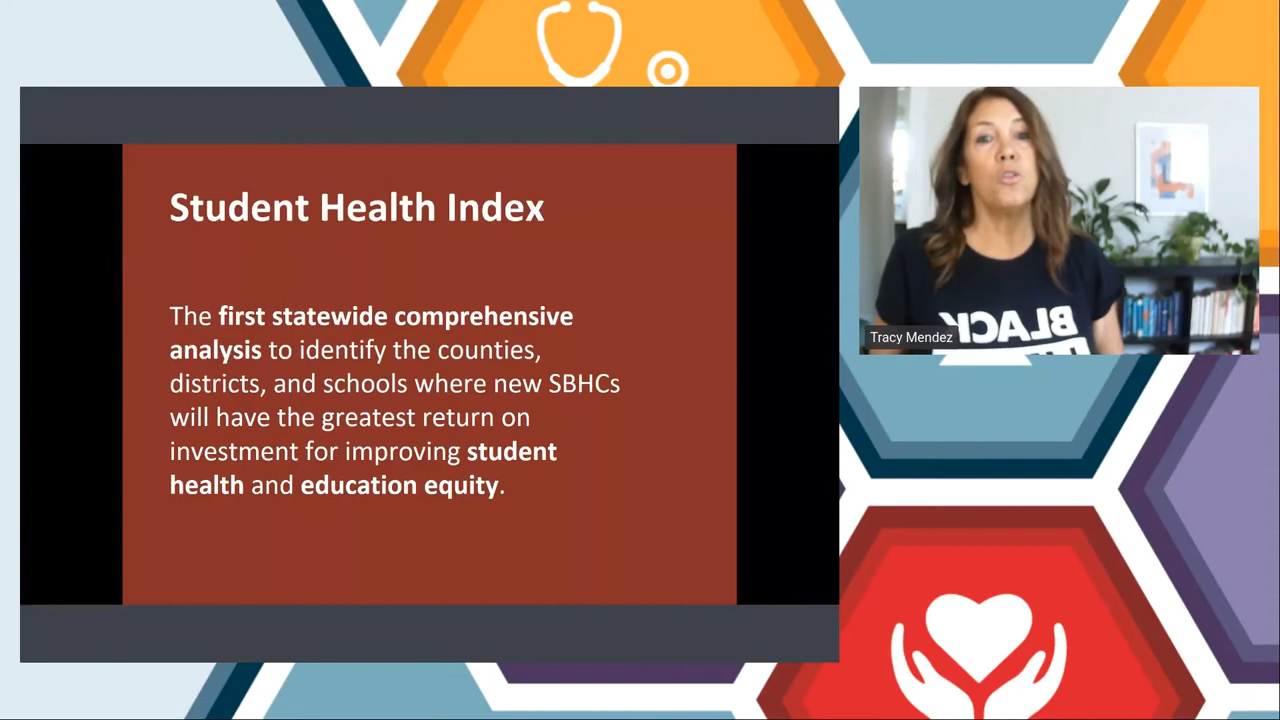 Student Health Index
The first statewide comprehensive
analysis to identify the counties,
districts, and schools where new SBHCs
will have the greatest return on
investment for improving student
health and education equity.
BLACK
Tracy Mendez